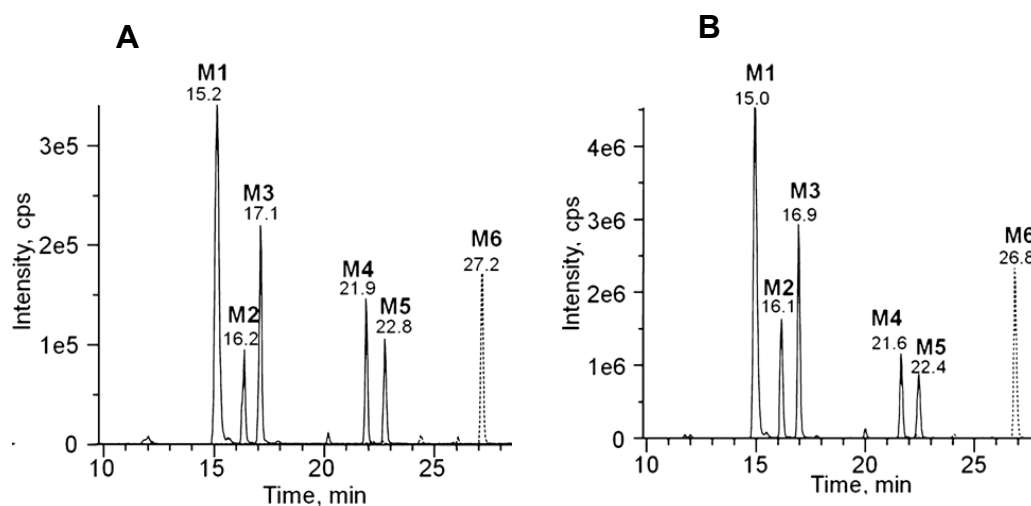 A
M1
15.2
M3
17.1
M2
16.2
M4
21.9
M5
22.8
M6
27.2
3e5
2e5
1e5
0
Intensity, cps
10
15
20
25
Time, min
B
M1
15.0
M3
16.9
M2
16.1
M4
21.6
M5
22.4
M6
26.8
4e6
3e6
2e6
1e6
0
Intensity, cps
10
15
20
25
Time, min